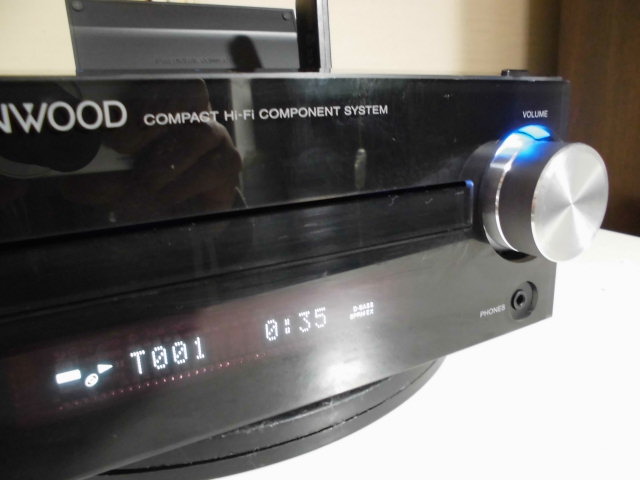 NWOOD COMPACT Hi-Fi COMPONENT SYSTEM
VOLUME
PHONES
T001 0:35
D-BASS